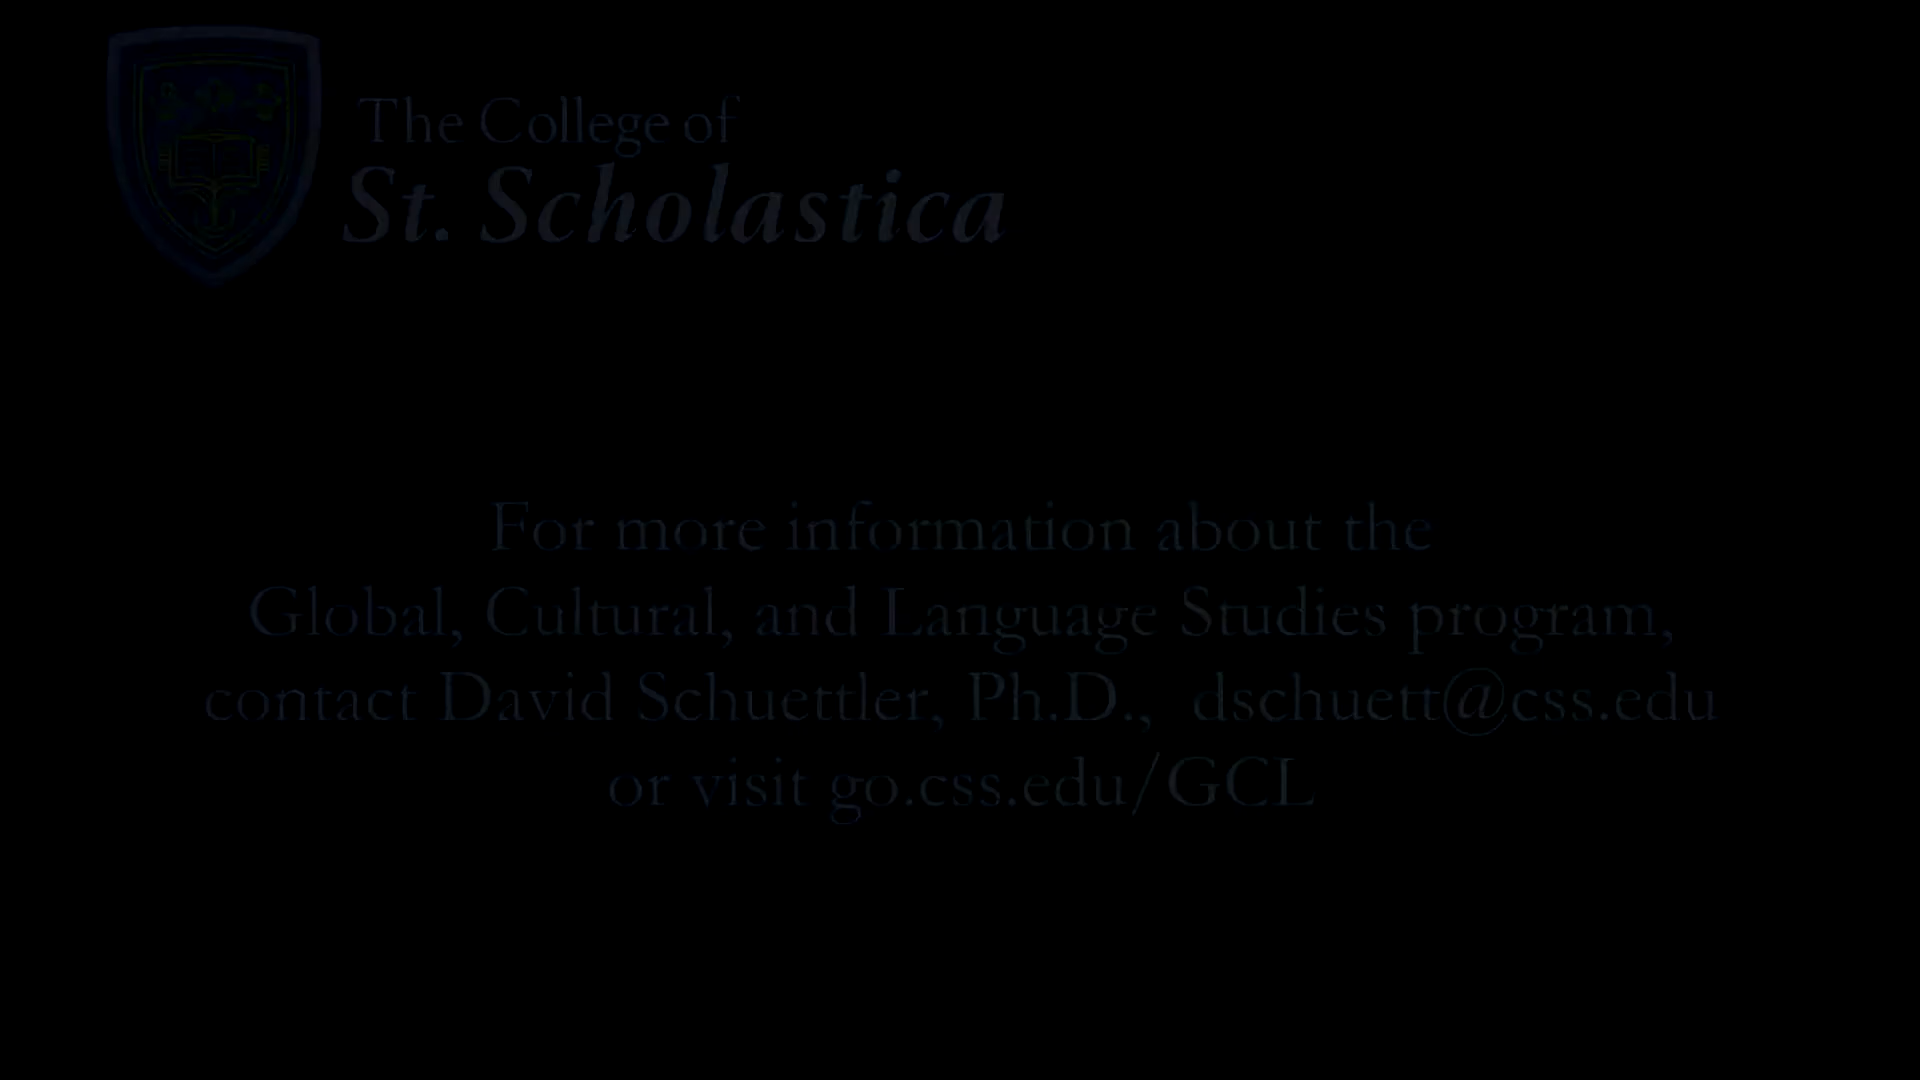 The College of
St. Scholastica
For more information about the
Global, Cultural, and Language Studies program,
contact David Schuettler, Ph.D., dschuett@css.edu
or visit go.css.edu/GCL